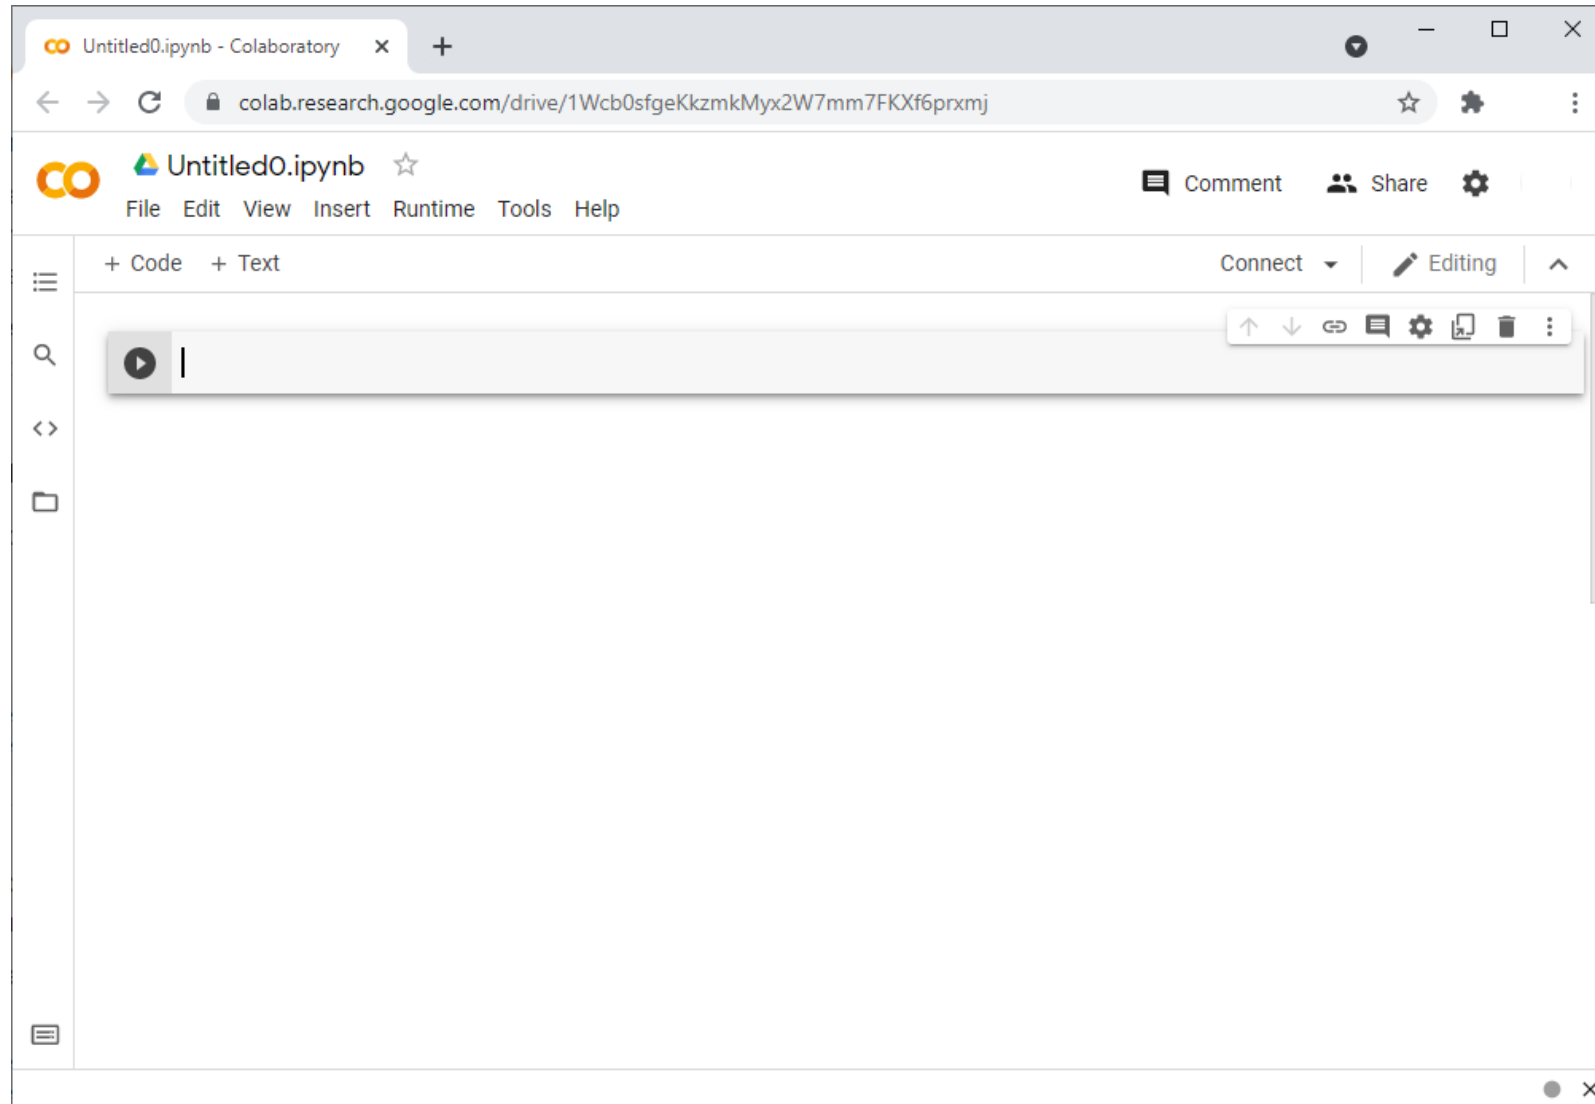 Untitled0.ipynb - Colaboratory
colab.research.google.com/drive/1Wcb0sfgeKkzmkMyx2W7mm7FKXf6prxmj
CO Untitled0.ipynb
Comment Share
File Edit View Insert Runtime Tools Help
+ Code + Text
Connect Editing